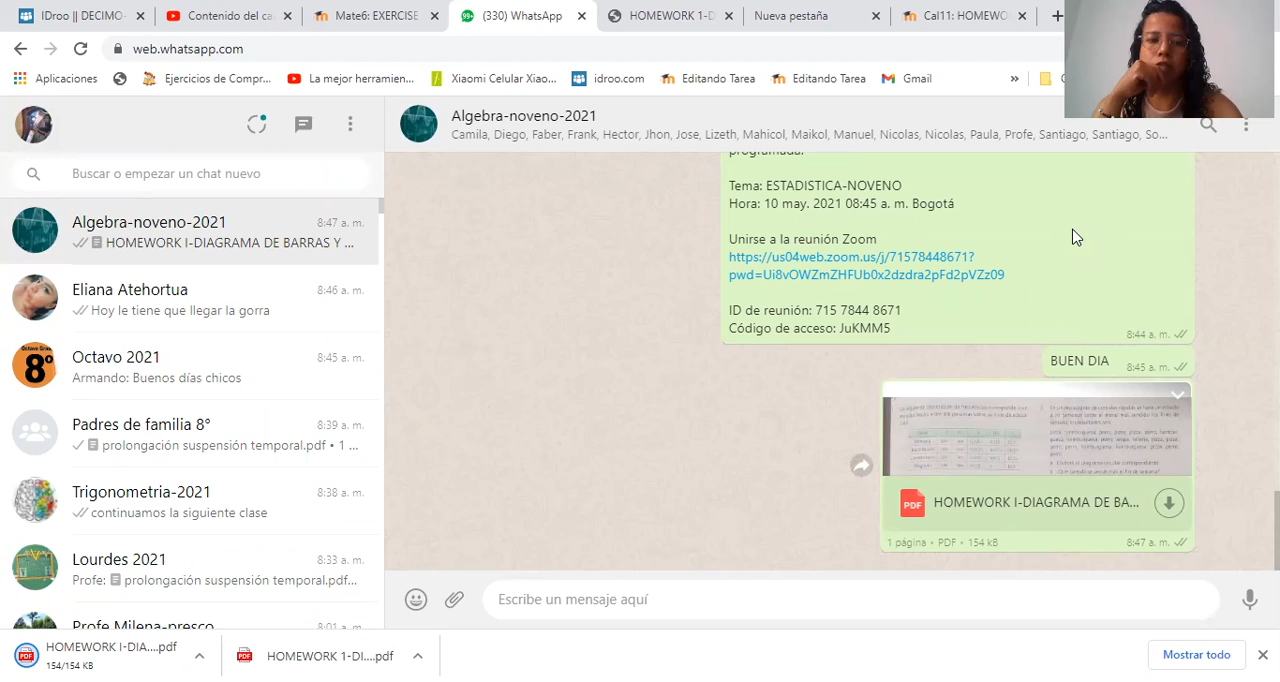 IDroo || DECIMO-
Contenido del ca
Mate6: EXERCISE
(330) WhatsApp
HOMEWORK 1-D
Nueva pestaña
Cal11: HOMEWO
web.whatsapp.com
Aplicaciones
Ejercicios de Compr...
La mejor herramien...
Xiaomi Celular Xiao...
idroo.com
Editando Tarea
Editando Tarea
Gmail
»
Algebra-noveno-2021
Camila, Diego, Faber, Frank, Hector, Jhon, Jose, Lizeth, Mahicol, Maikol, Manuel, Nicolas, Nicolas, Paula, Profe, Santiago, Santiago, So...
Buscar o empezar un chat nuevo
Algebra-noveno-2021
8:47 a. m.
HOMEWORK I-DIAGRAMA DE BARRAS Y ...
Eliana Atehortua
8:46 a. m.
Hoy le tiene que llegar la gorra
Octavo 2021
8:45 a. m.
8°
Armando: Buenos días chicos
Padres de familia 8°
8:39 a. m.
prolongación suspensión temporal.pdf • 1 ...
Trigonometria-2021
8:38 a. m.
continuamos la siguiente clase
Lourdes 2021
8:33 a. m.
Profe: prolongación suspensión temporal.pdf...
Profe Milena-presco
8:01 a. m.
programada.
Tema: ESTADISTICA-NOVENO
Hora: 10 may. 2021 08:45 a. m. Bogotá
Unirse a la reunión Zoom
https://us04web.zoom.us/j/71578448671?
pwd=Ui8vOWZmZHFUb0x2dzdra2pFd2pVZz09
ID de reunión: 715 7844 8671
Código de acceso: JuKMM5
8:44 a. m.
BUEN DIA
8:45 a. m.
PDF
HOMEWORK I-DIAGRAMA DE BA...
1 página • PDF • 154 kB
8:47 a. m.
Escribe un mensaje aquí
HOMEWORK I-DIA....pdf
154/154 KB
HOMEWORK 1-DI....pdf
Mostrar todo